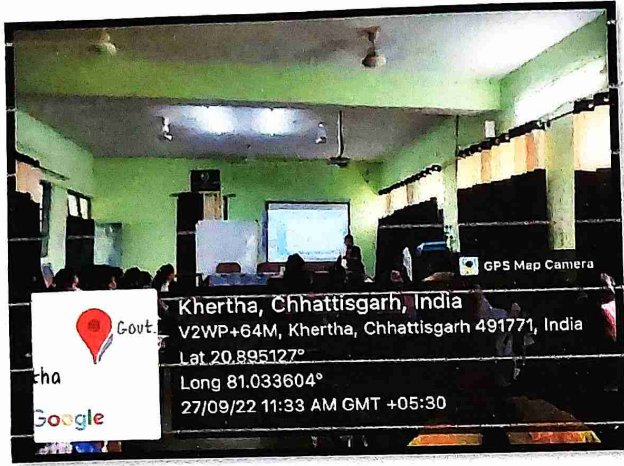 GPS Map Camera
Khertha, Chhattisgarh, India
V2WP+64M, Khertha, Chhattisgarh 491771, India
Lat 20.895127°
Long 81.033604°
27/09/22 11:33 AM GMT +05:30
Govt.
tha
Google